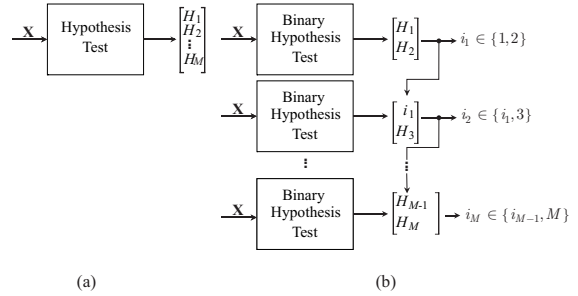 X
Hypothesis
Test
H1
H2
⋮
HM
X
Binary
Hypothesis
Test
H1
H2
i1 ∈ {1, 2}
X
Binary
Hypothesis
Test
i1
H3
i2 ∈ {i1, 3}
⋮
⋮
X
Binary
Hypothesis
Test
HM-1
HM
iM ∈ {iM−1, M}
(a)
(b)